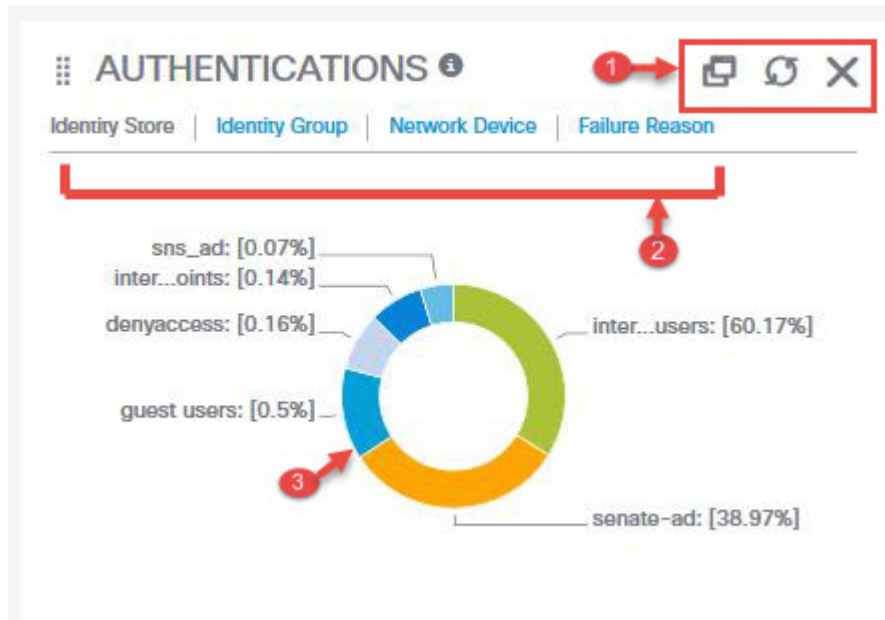 AUTHENTICATIONS
1
Identity Store | Identity Group | Network Device | Failure Reason
2
sns_ad: [0.07%]
inter...oints: [0.14%]
denyaccess: [0.16%]
inter...users: [60.17%]
guest users: [0.5%]
3
senate-ad: [38.97%]